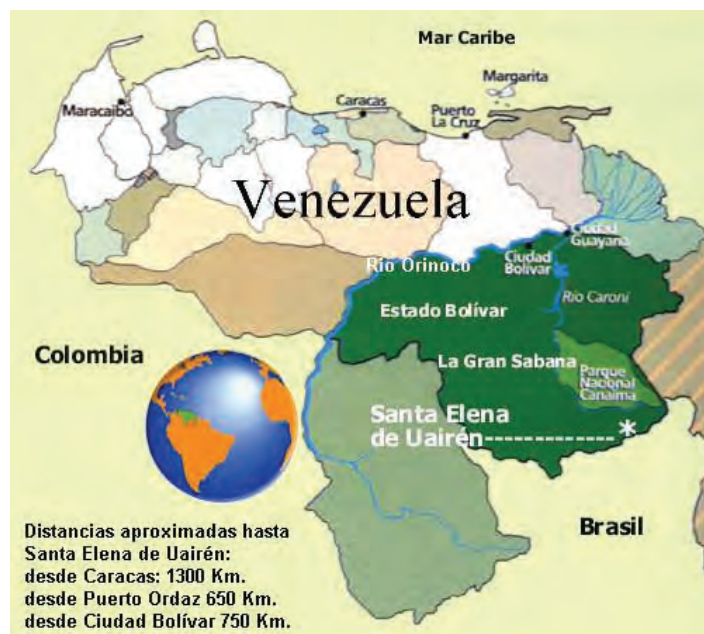 Mar Caribe
Margarita
Maracaibo
Caracas
Puerto
La Cruz
Venezuela
Ciudad
Guayana
Río Orinoco
Ciudad
Bolívar
Río Caroní
Estado Bolívar
Colombia
La Gran Sabana
Parque
Nacional
Canaima
Santa Elena
de Uairén------------- *
Brasil
Distancias aproximadas hasta
Santa Elena de Uairén:
desde Caracas: 1300 Km.
desde Puerto Ordaz 650 Km.
desde Ciudad Bolívar 750 Km.